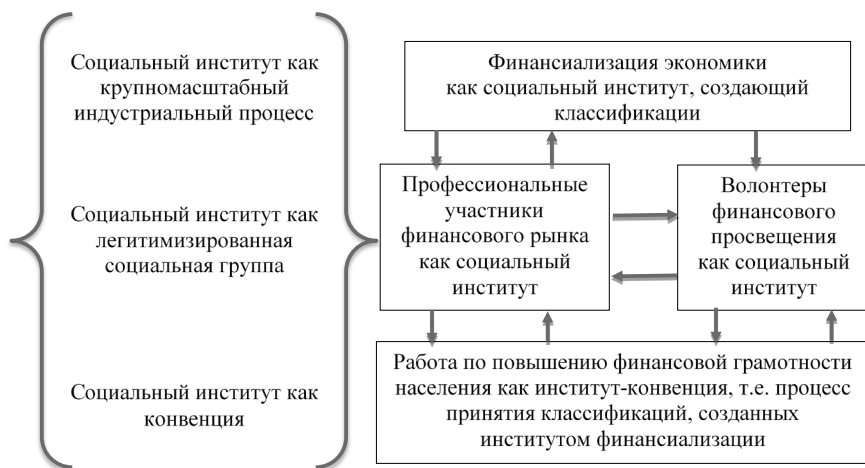 Социальный институт как
крупномасштабный
индустриальный процесс
Социальный институт как
легитимизированная
социальная группа
Социальный институт как
конвенция
Финансиализация экономики
как социальный институт, создающий
классификации
Профессиональные
участники
финансового рынка
как социальный
институт
Волонтеры
финансового
просвещения
как социальный
институт
Работа по повышению финансовой грамотности
населения как институт-конвенция, т.е. процесс
принятия классификаций, созданных
институтом финансиализации